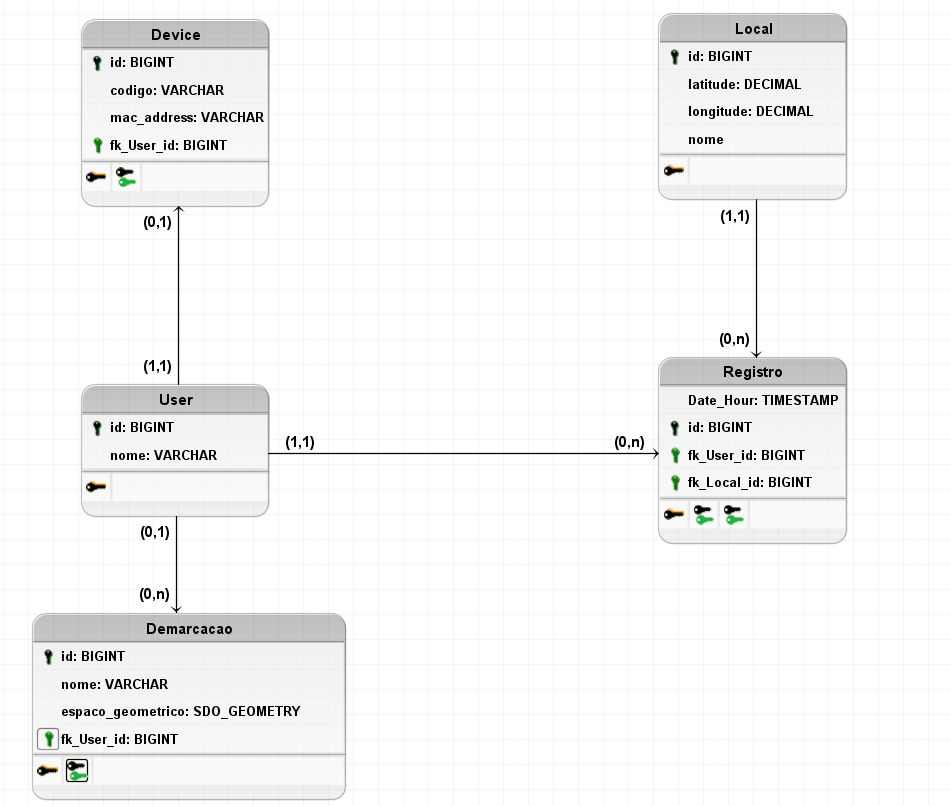 Device
id: BIGINT
codigo: VARCHAR
mac_address: VARCHAR
fk_User_id: BIGINT
(0,1)
(1,1)
User
id: BIGINT
nome: VARCHAR
(1,1)
(0,n)
(0,1)
(0,n)
Demarcacao
id: BIGINT
nome: VARCHAR
espaco_geometrico: SDO_GEOMETRY
fk_User_id: BIGINT
Local
id: BIGINT
latitude: DECIMAL
longitude: DECIMAL
nome
(1,1)
(0,n)
Registro
Date_Hour: TIMESTAMP
id: BIGINT
fk_User_id: BIGINT
fk_Local_id: BIGINT